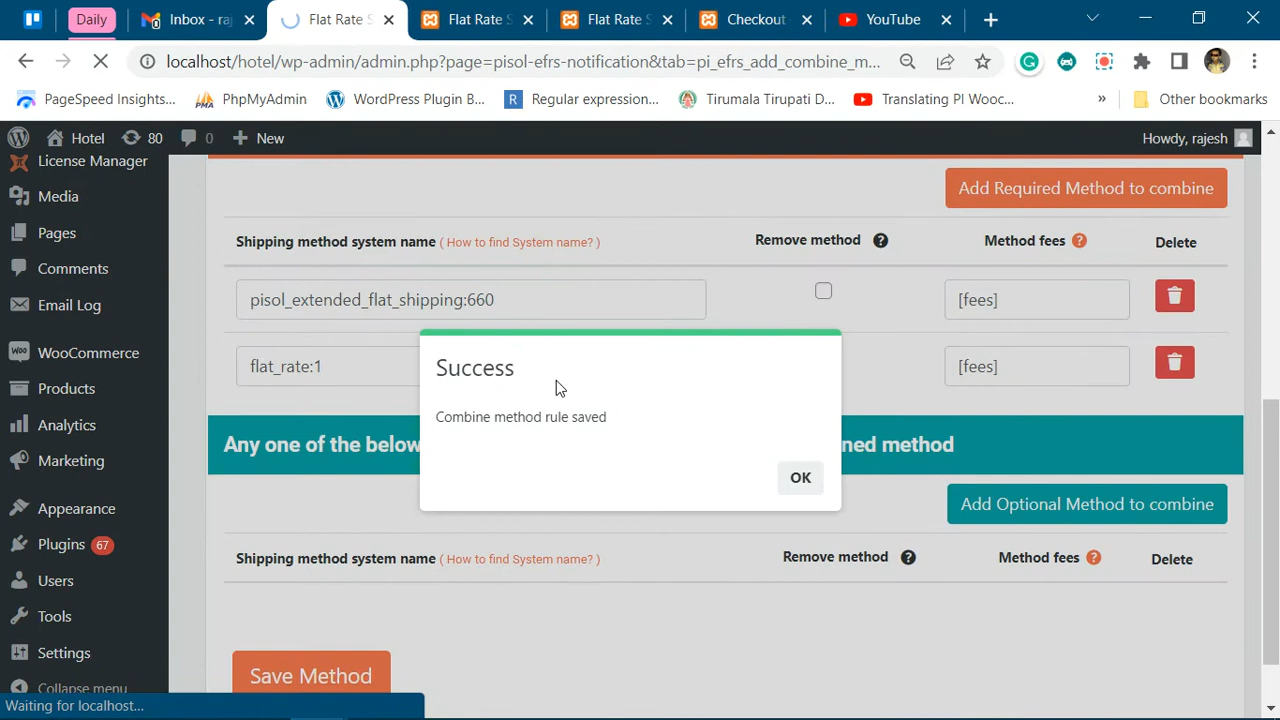 Daily
Inbox - raj
Flat Rate S
Flat Rate S
Flat Rate S
Checkout
YouTube
localhost/hotel/wp-admin/admin.php?page=pisol-efrs-notification&tab=pi_efrs_add_combine_m...
PageSpeed Insights...
PhpMyAdmin
WordPress Plugin B...
Regular expression...
Tirumala Tirupati D...
Translating PI Wooc...
»
Other bookmarks
Hotel
80
0
New
Howdy, rajesh
License Manager
Media
Pages
Comments
Email Log
WooCommerce
Products
Analytics
Marketing
Appearance
Plugins 67
Users
Tools
Settings
Collapse menu
Add Required Method to combine
Shipping method system name ( How to find System name? )
Remove method
Method fees
Delete
pisol_extended_flat_shipping:660
[fees]
flat_rate:1
[fees]
Success
Combine method rule saved
OK
Any one of the below
ned method
Add Optional Method to combine
Shipping method system name ( How to find System name? )
Remove method
Method fees
Delete
Save Method
Waiting for localhost...